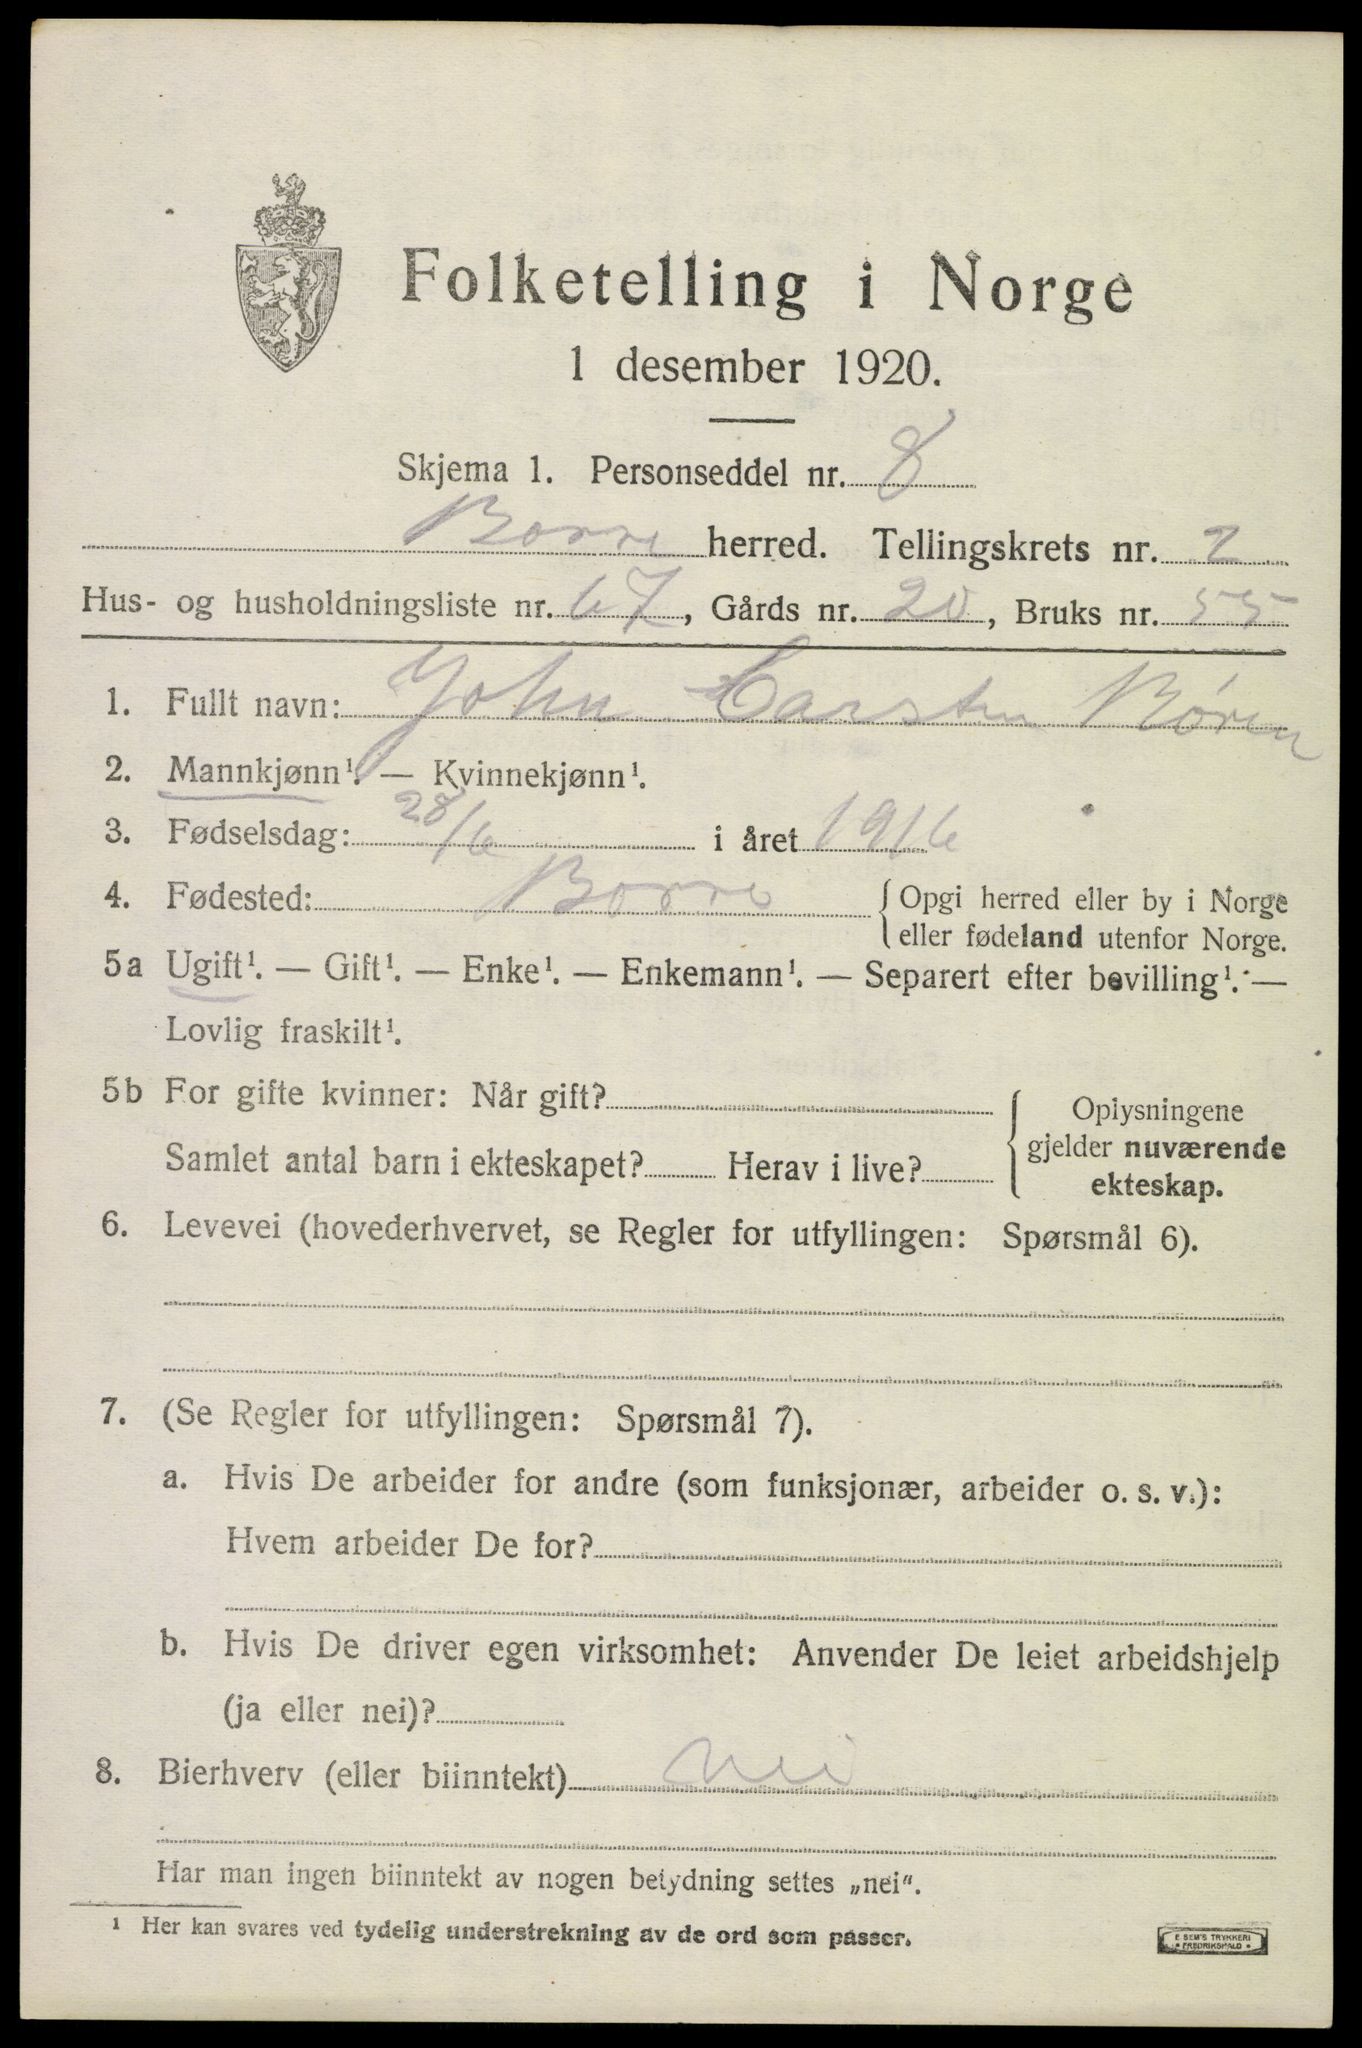 Folketelling i Norge
1 desember 1920.
Skjema 1. Personseddel nr. 8
Borre herred. Tellingskrets nr. 2
Hus- og husholdningsliste nr. 67, Gårds nr. 20, Bruks nr. 55
1. Fullt navn: John Carsten Børen
2. Mannkjønn¹. — Kvinnekjønn¹.
3. Fødselsdag: 28/6 i året 1916
4. Fødested: Borre { Opgi herred eller by i Norge
eller fødeland utenfor Norge.
5a Ugift¹. — Gift¹. — Enke¹. — Enkemann¹. — Separert efter bevilling¹. —
Lovlig fraskilt¹.
5b For gifte kvinner: Når gift? { Oplysningene
gjelder nuværende
Samlet antal barn i ekteskapet? Herav i live?
ekteskap.
6. Levevei (hovederhvervet, se Regler for utfyllingen: Spørsmål 6).
7. (Se Regler for utfyllingen: Spørsmål 7).
a. Hvis De arbeider for andre (som funksjonær, arbeider o. s. v.):
Hvem arbeider De for?
b. Hvis De driver egen virksomhet: Anvender De leiet arbeidshjelp
(ja eller nei)?
8. Bierhverv (eller biinntekt) nei
Har man ingen biinntekt av nogen betydning settes „nei“.
¹ Her kan svares ved tydelig understrekning av de ord som passer.
E SEM'S TRYKKERI
• FREDRIKSHALD •